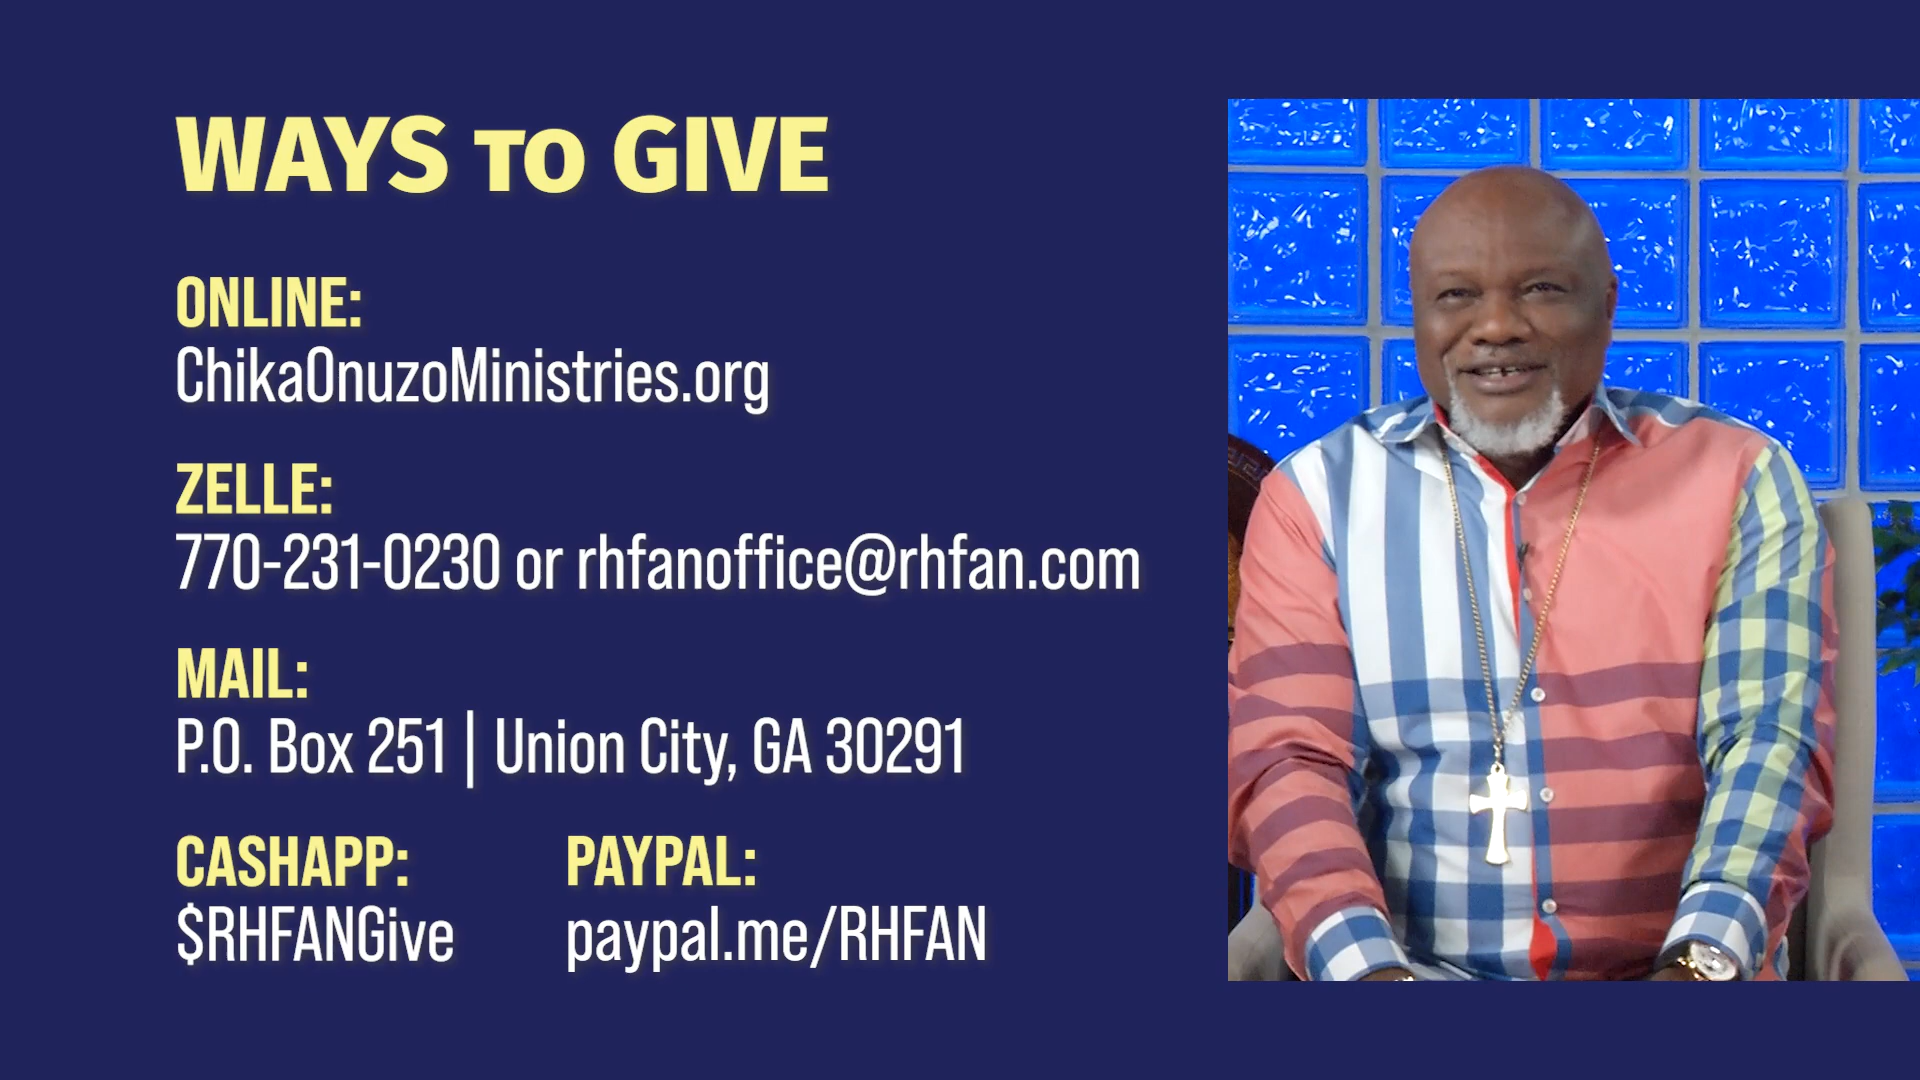 WAYS to GIVE
ONLINE:
ChikaOnuzoMinistries.org
ZELLE:
770-231-0230 or rhfanoffice@rhfan.com
MAIL:
P.O. Box 251 | Union City, GA 30291
CASHAPP:
$RHFANGive
PAYPAL:
paypal.me/RHFAN